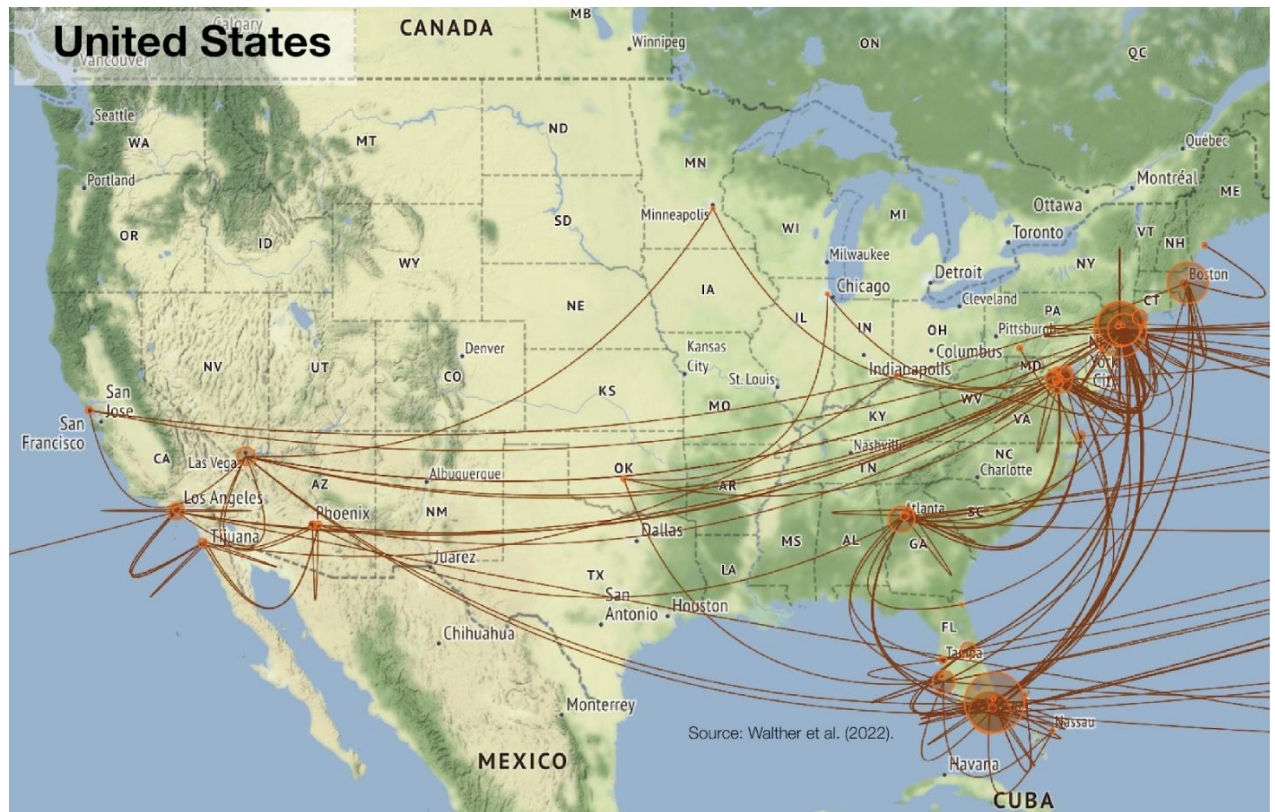 United States
Calgary
CANADA
MB
Winnipeg
ON
QC
Vancouver
Seattle
WA
MT
ND
MN
Québec
Portland
Ottawa
Montréal
ME
OR
ID
SD
Minneapolis
WI
MI
Toronto
VT
NH
WY
Milwaukee
NY
Boston
IA
Chicago
Detroit
Cleveland
CT
NE
IL
IN
OH
PA
Pittsburgh
NV
UT
Denver
CO
Kansas
City
St. Louis
Indianapolis
Columbus
MD
York
City
San
Jose
San
Francisco
KS
MO
KY
WV
VA
CA
Las Vegas
AZ
Albuquerque
OK
AR
Nashville
TN
NC
Charlotte
Los Angeles
Phoenix
NM
Atlanta
SC
Tijuana
Juarez
Dallas
MS
AL
GA
TX
LA
San
Antonio
Houston
Chihuahua
FL
Tampa
Monterrey
Source: Walther et al. (2022).
Nassau
MEXICO
Havana
CUBA